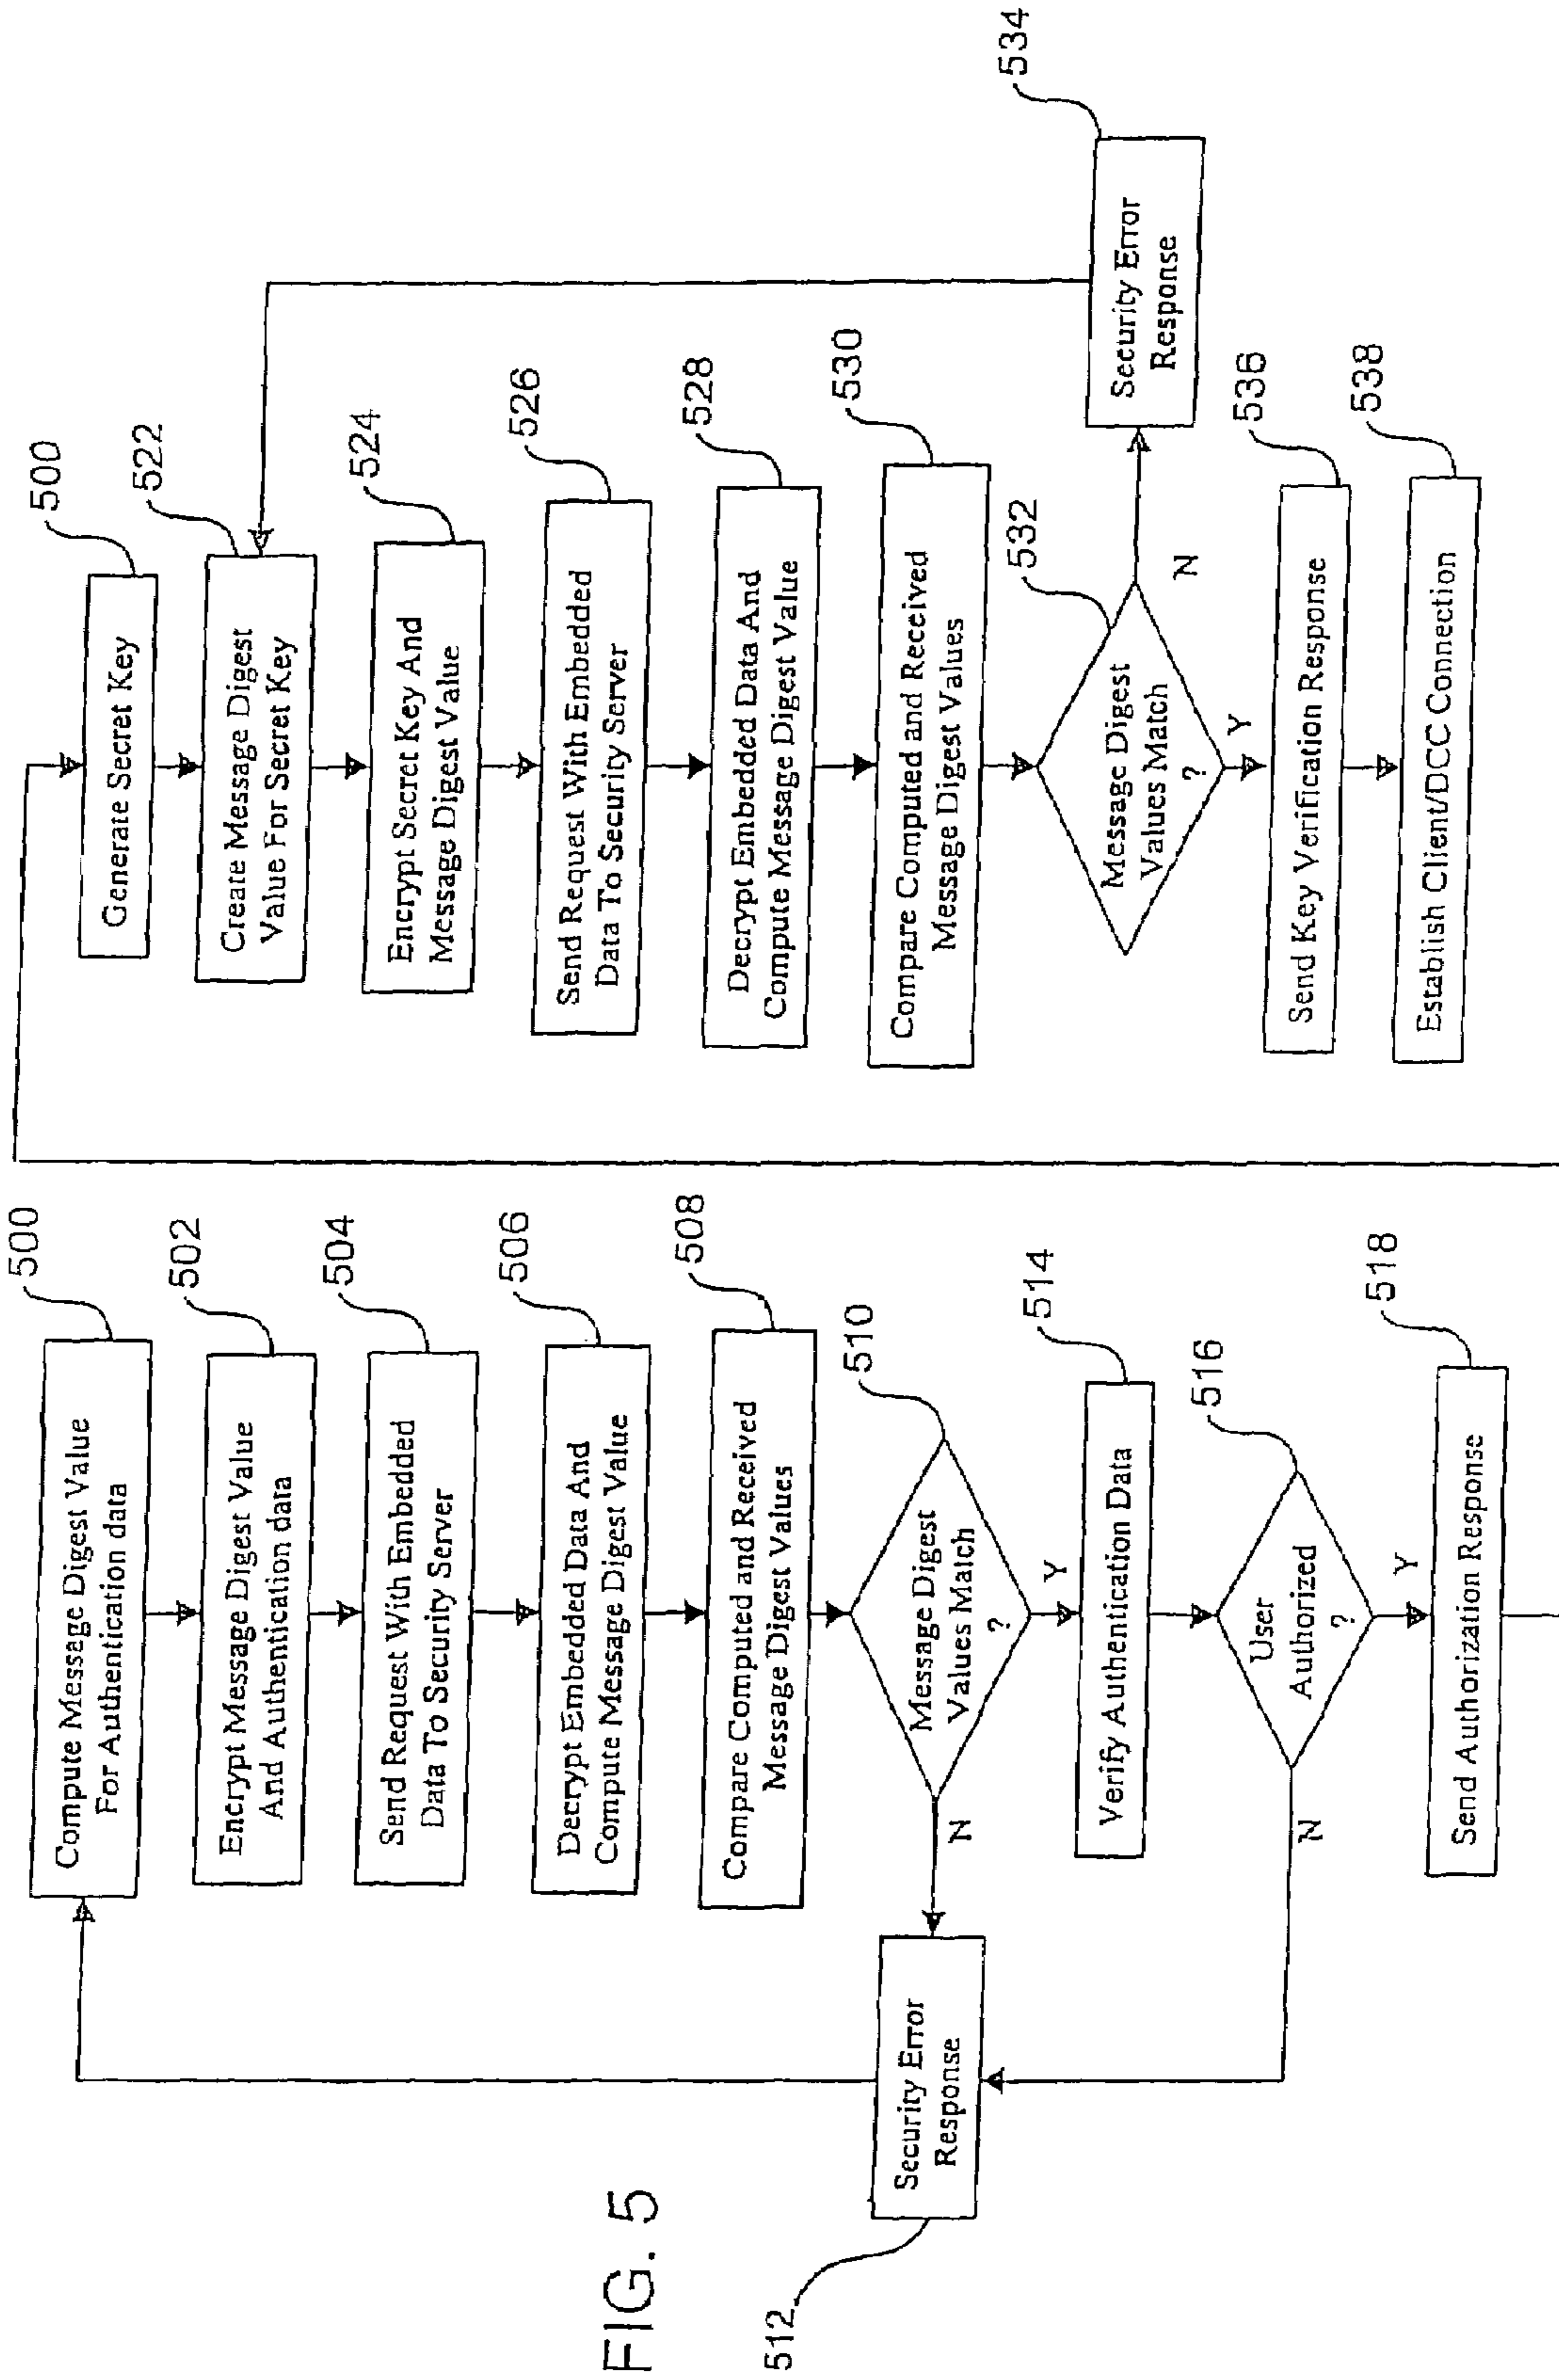 FIG. 5
500
Compute Message Digest Value
For Authentication data
502
Encrypt Message Digest Value
And Authentication data
504
Send Request With Embedded
Data To Security Server
506
Decrypt Embedded Data And
Compute Message Digest Value
508
Compare Computed and Received
Message Digest Values
510
Message Digest
Values Match
?
N
Y
512
Security Error
Response
514
Verify Authentication Data
516
User
Authorized
?
N
Y
518
Send Authorization Response
500
Generate Secret Key
522
Create Message Digest
Value For Secret Key
524
Encrypt Secret Key And
Message Digest Value
526
Send Request With Embedded
Data To Security Server
528
Decrypt Embedded Data And
Compute Message Digest Value
530
Compare Computed and Received
Message Digest Values
532
Message Digest
Values Match
?
N
Y
534
Security Error
Response
536
Send Key Verification Response
538
Establish Client/DCC Connection